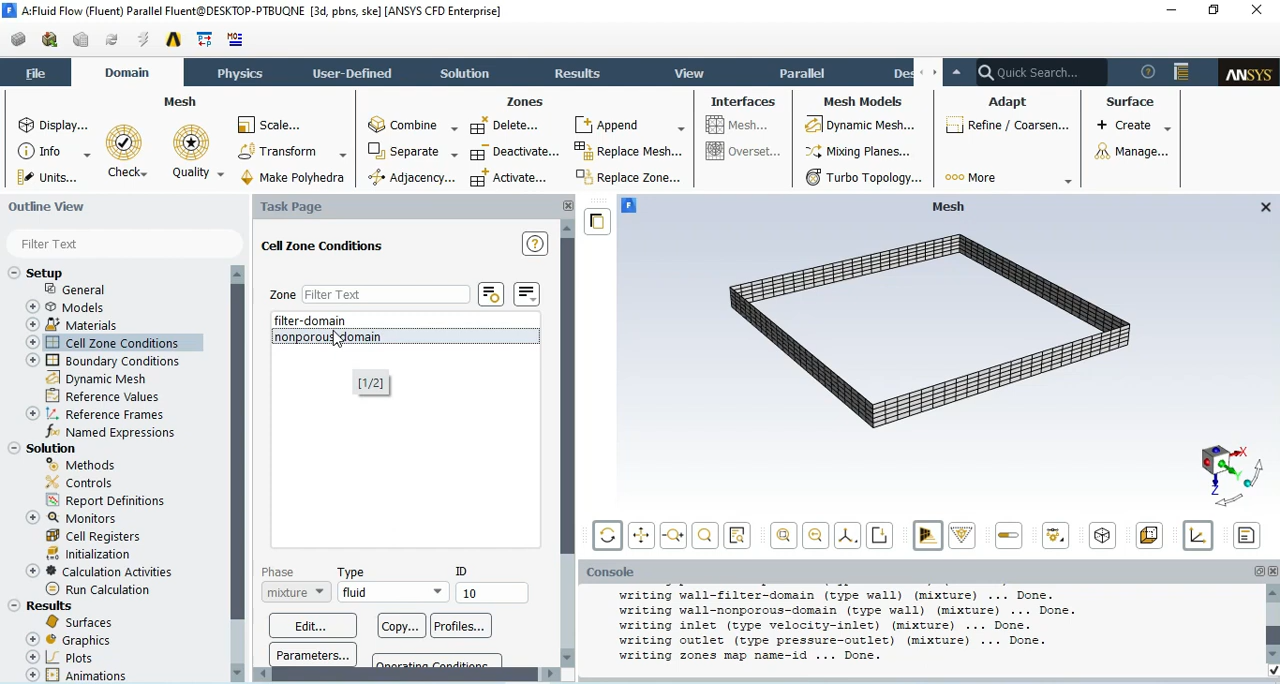 A:Fluid Flow (Fluent) Parallel Fluent@DESKTOP-PTBUQNE [3d, pbns, ske] [ANSYS CFD Enterprise]
File Domain Physics User-Defined Solution Results View Parallel Des Quick Search... ANSYS
Mesh Zones Interfaces Mesh Models Adapt Surface
Display... Scale... Combine Delete... Append Mesh... Dynamic Mesh... Refine / Coarsen... Create
Info Transform Separate Deactivate... Replace Mesh... Overset... Mixing Planes... Manage...
Check Quality
Units... Make Polyhedra Adjacency... Activate... Replace Zone... Turbo Topology... More
Outline View
Filter Text
Setup
General
Models
Materials
Cell Zone Conditions
Boundary Conditions
Dynamic Mesh
Reference Values
Reference Frames
Named Expressions
Solution
Methods
Controls
Report Definitions
Monitors
Cell Registers
Initialization
Calculation Activities
Run Calculation
Results
Surfaces
Graphics
Plots
Animations
Task Page
Cell Zone Conditions
Zone Filter Text
filter-domain
nonporous-domain
[1/2]
Phase Type ID
mixture fluid 10
Edit... Copy... Profiles...
Parameters... Operating Conditions...
Mesh
X
Y
Z
Console
writing wall-filter-domain (type wall) (mixture) ... Done.
writing wall-nonporous-domain (type wall) (mixture) ... Done.
writing inlet (type velocity-inlet) (mixture) ... Done.
writing outlet (type pressure-outlet) (mixture) ... Done.
writing zones map name-id ... Done.